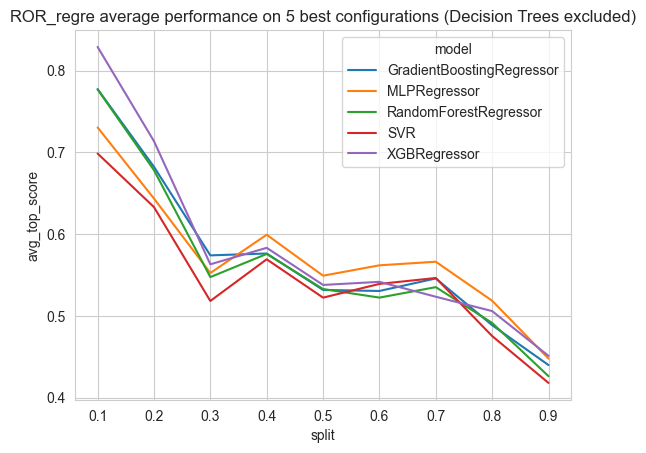 ROR_regre average performance on 5 best configurations (Decision Trees excluded)
model
GradientBoostingRegressor
MLPRegressor
RandomForestRegressor
SVR
XGBRegressor
avg_top_score
0.8
0.7
0.6
0.5
0.4
0.1 0.2 0.3 0.4 0.5 0.6 0.7 0.8 0.9
split